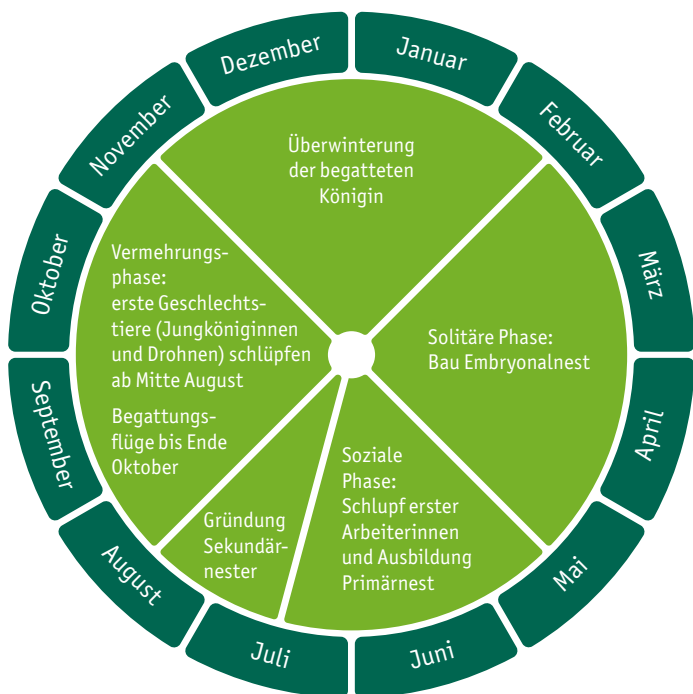 Januar
Februar
März
April
Mai
Juni
Juli
August
September
Oktober
November
Dezember
Überwinterung
der begatteten
Königin
Solitäre Phase:
Bau Embryonalnest
Soziale
Phase:
Schlupf erster
Arbeiterinnen
und Ausbildung
Primärnest
Gründung
Sekundär-
nester
Vermehrungs-
phase:
erste Geschlechts-
tiere (Jungköniginnen
und Drohnen) schlüpfen
ab Mitte August
Begattungs-
flüge bis Ende
Oktober